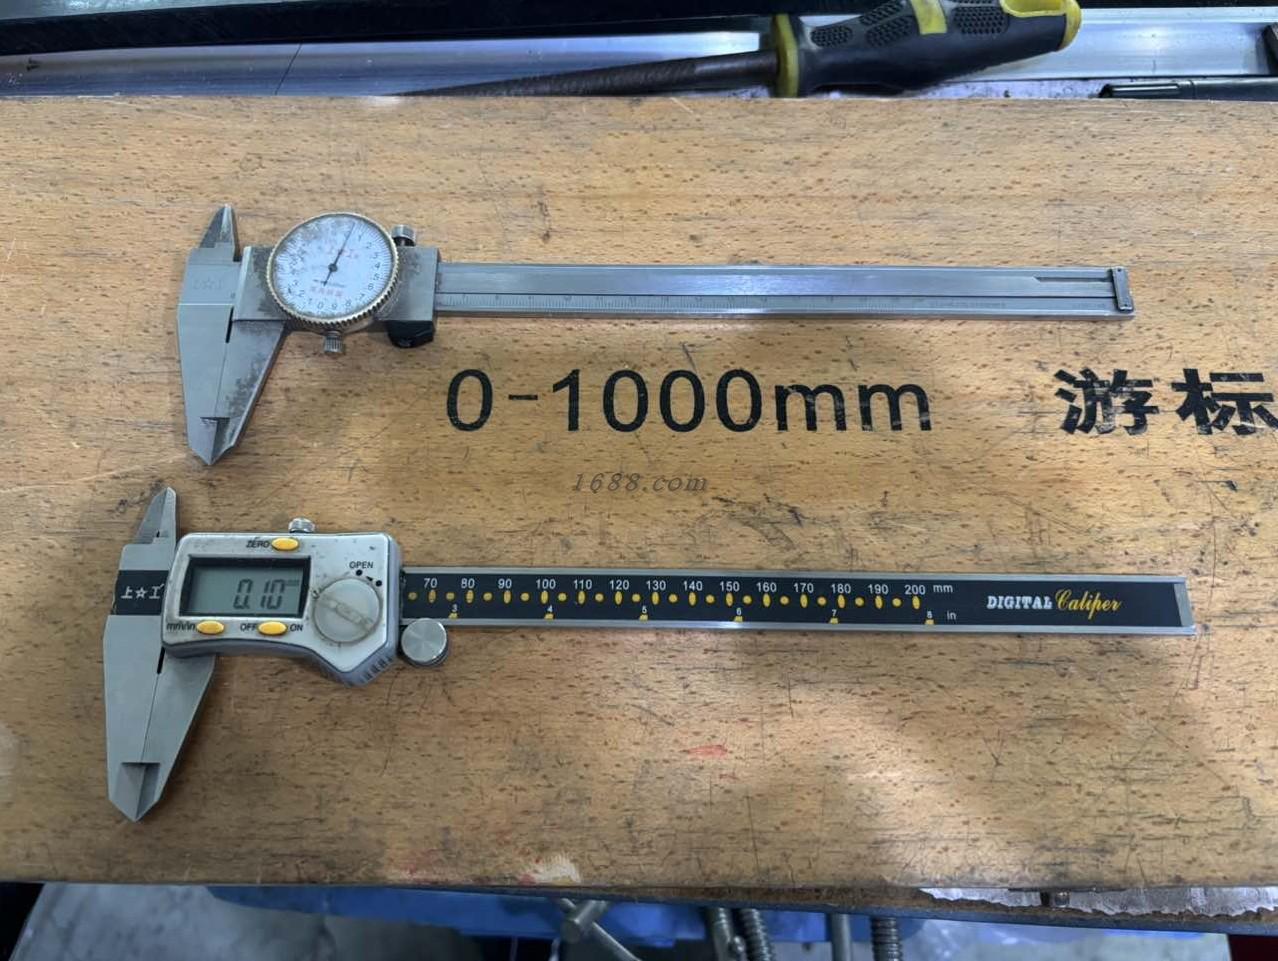 0-1000mm 游标
1688.com
ZERO
OPEN
上☆工
0.10
mm/in OFF ON
70 80 90 100 110 120 130 140 150 160 170 180 190 200 mm
3 4 5 6 7 8 in
DIGITAL Caliper